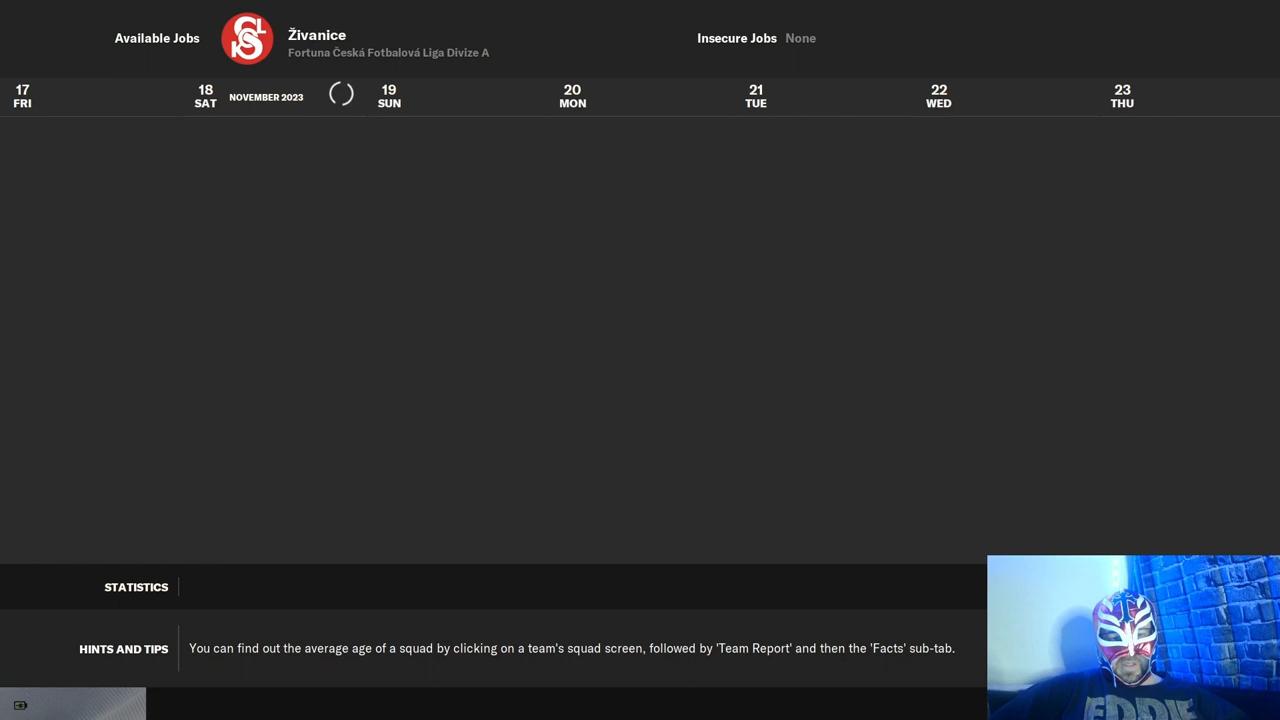 Available Jobs
SLSK
Živanice
Fortuna Česká Fotbalová Liga Divize A
Insecure Jobs None
17 FRI
18 SAT NOVEMBER 2023
19 SUN
20 MON
21 TUE
22 WED
23 THU
STATISTICS
HINTS AND TIPS
You can find out the average age of a squad by clicking on a team's squad screen, followed by 'Team Report' and then the 'Facts' sub-tab.
EDDIE